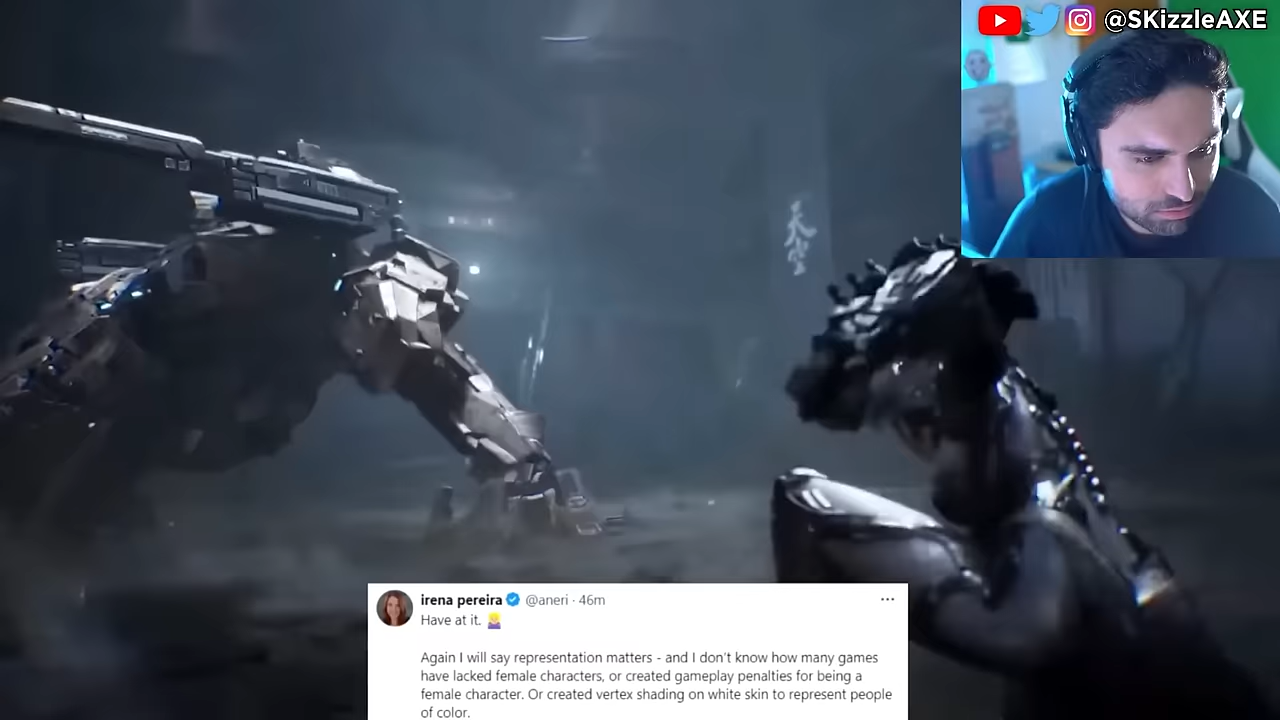 @SKizzleAXE
天
空
irena pereira @aneri · 46m
Have at it.
Again I will say representation matters - and I don't know how many games
have lacked female characters, or created gameplay penalties for being a
female character. Or created vertex shading on white skin to represent people
of color.